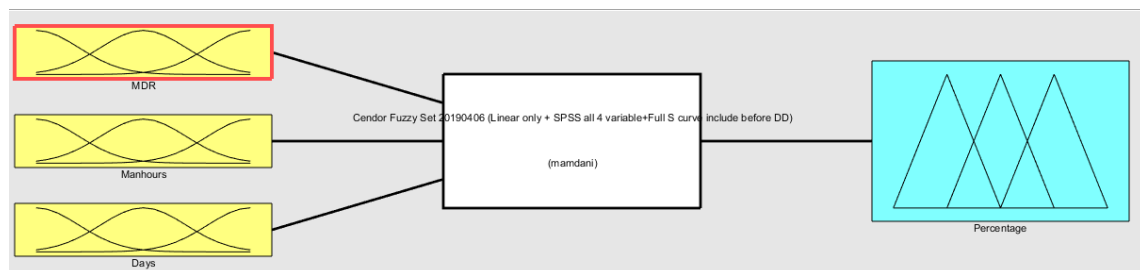 MDR
Manhours
Days
Cendor Fuzzy Set 20190406 (Linear only + SPSS all 4 variable+Full S curve include before DD)
(mamdani)
Percentage